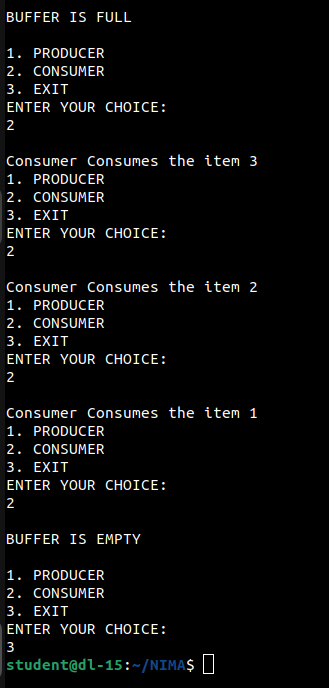 BUFFER IS FULL
1. PRODUCER
2. CONSUMER
3. EXIT
ENTER YOUR CHOICE:
2
Consumer Consumes the item 3
1. PRODUCER
2. CONSUMER
3. EXIT
ENTER YOUR CHOICE:
2
Consumer Consumes the item 2
1. PRODUCER
2. CONSUMER
3. EXIT
ENTER YOUR CHOICE:
2
Consumer Consumes the item 1
1. PRODUCER
2. CONSUMER
3. EXIT
ENTER YOUR CHOICE:
2
BUFFER IS EMPTY
1. PRODUCER
2. CONSUMER
3. EXIT
ENTER YOUR CHOICE:
3
student@dl-15:~/NIMA$